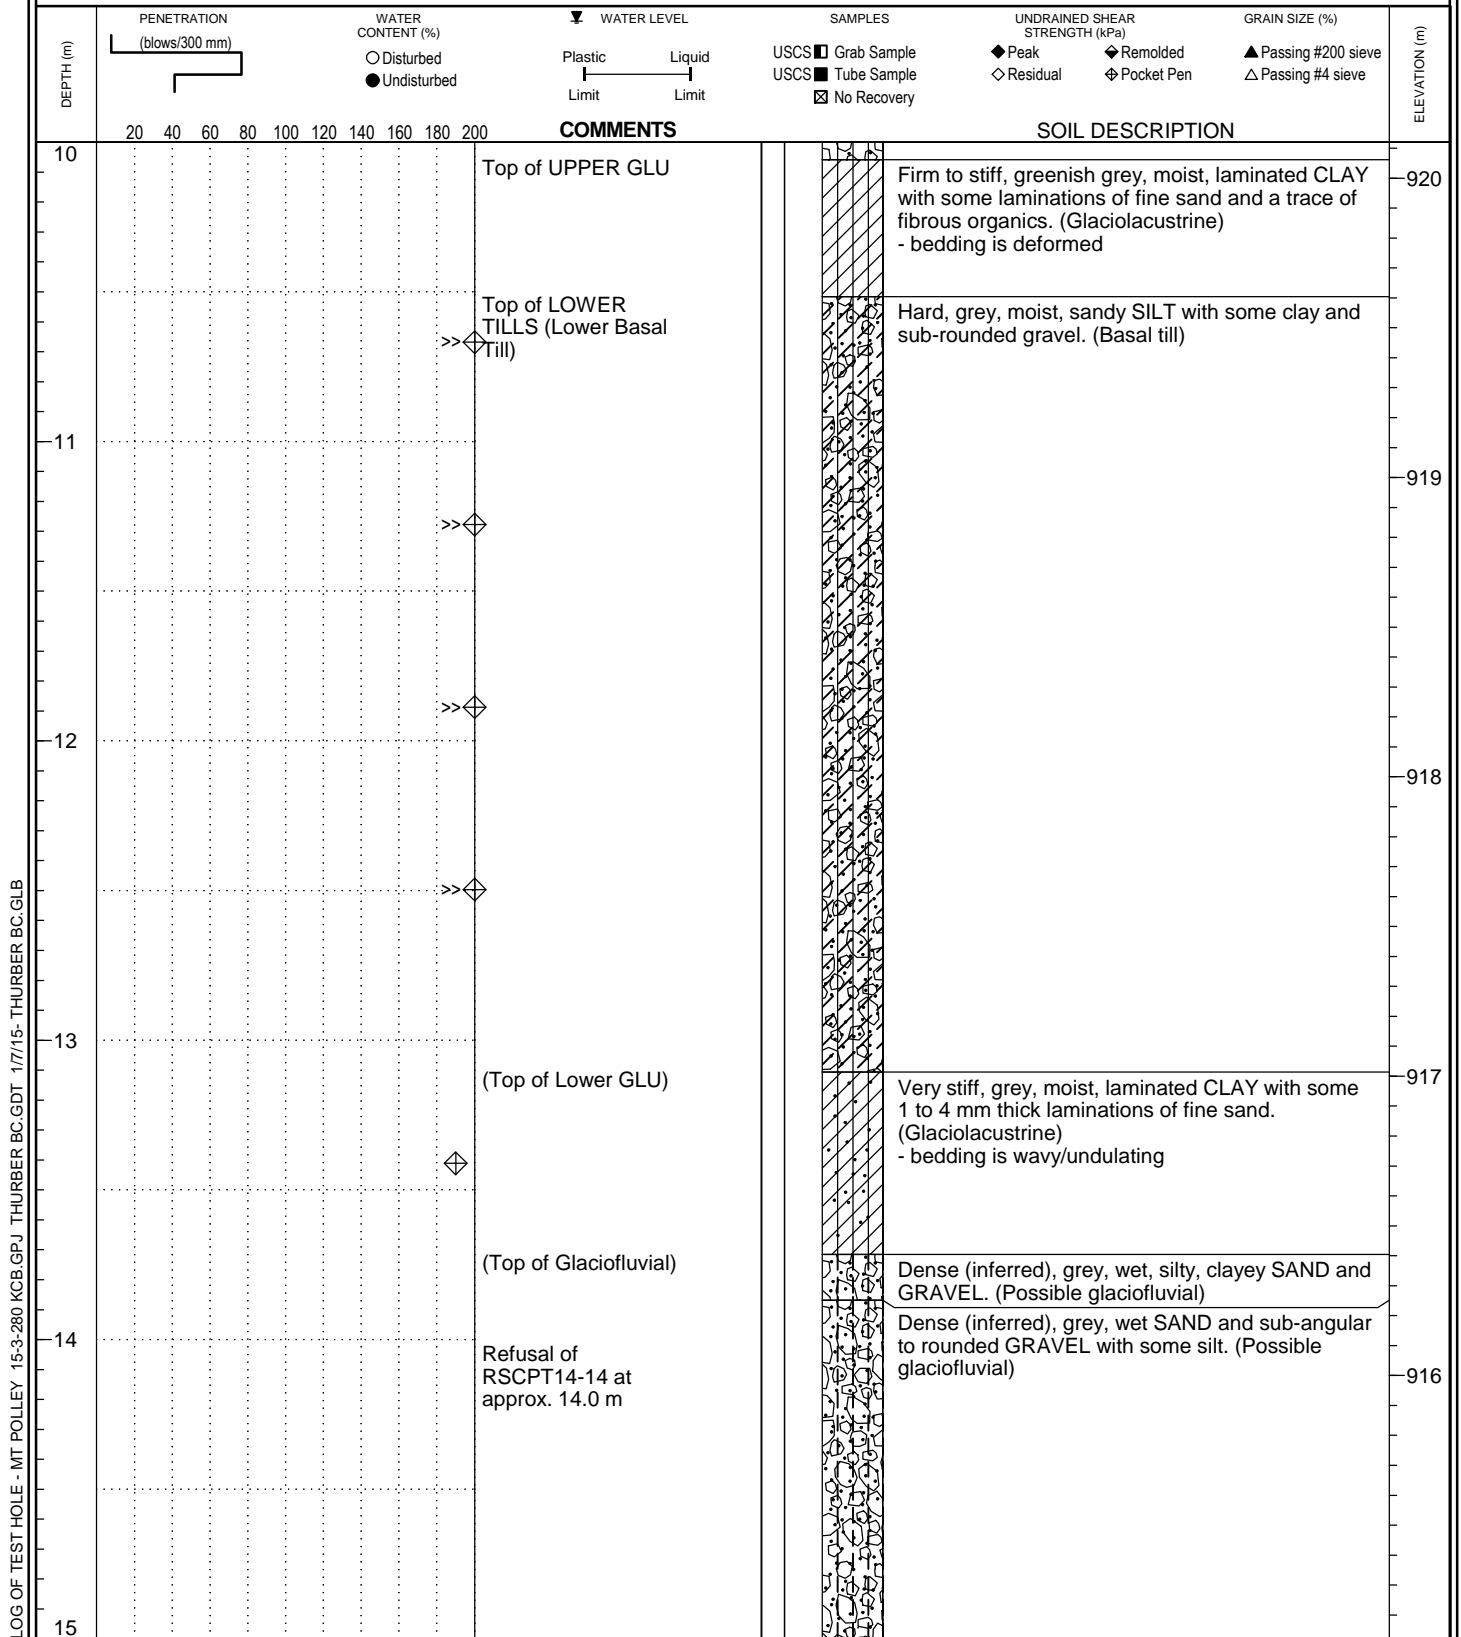 PENETRATION
(blows/300 mm)
WATER
CONTENT (%)
Disturbed
Undisturbed
WATER LEVEL
Plastic Liquid
Limit Limit
SAMPLES
USCS Grab Sample
USCS Tube Sample
No Recovery
UNDRAINED SHEAR
STRENGTH (kPa)
Peak Remolded
Residual Pocket Pen
GRAIN SIZE (%)
Passing #200 sieve
Passing #4 sieve
DEPTH (m)
ELEVATION (m)
20 40 60 80 100 120 140 160 180 200
COMMENTS
SOIL DESCRIPTION
10
Top of UPPER GLU
Firm to stiff, greenish grey, moist, laminated CLAY
with some laminations of fine sand and a trace of
fibrous organics. (Glaciolacustrine)
- bedding is deformed
920
Top of LOWER
TILLS (Lower Basal
Till)
>>
Hard, grey, moist, sandy SILT with some clay and
sub-rounded gravel. (Basal till)
11
919
>>
>>
12
918
>>
13
917
(Top of Lower GLU)
Very stiff, grey, moist, laminated CLAY with some
1 to 4 mm thick laminations of fine sand.
(Glaciolacustrine)
- bedding is wavy/undulating
(Top of Glaciofluvial)
Dense (inferred), grey, wet, silty, clayey SAND and
GRAVEL. (Possible glaciofluvial)
Dense (inferred), grey, wet SAND and sub-angular
to rounded GRAVEL with some silt. (Possible
glaciofluvial)
14
916
Refusal of
RSCPT14-14 at
approx. 14.0 m
15
LOG OF TEST HOLE - MT POLLEY 15-3-280 KCB.GPJ THURBER BC.GDT 1/7/15- THURBER BC.GLB